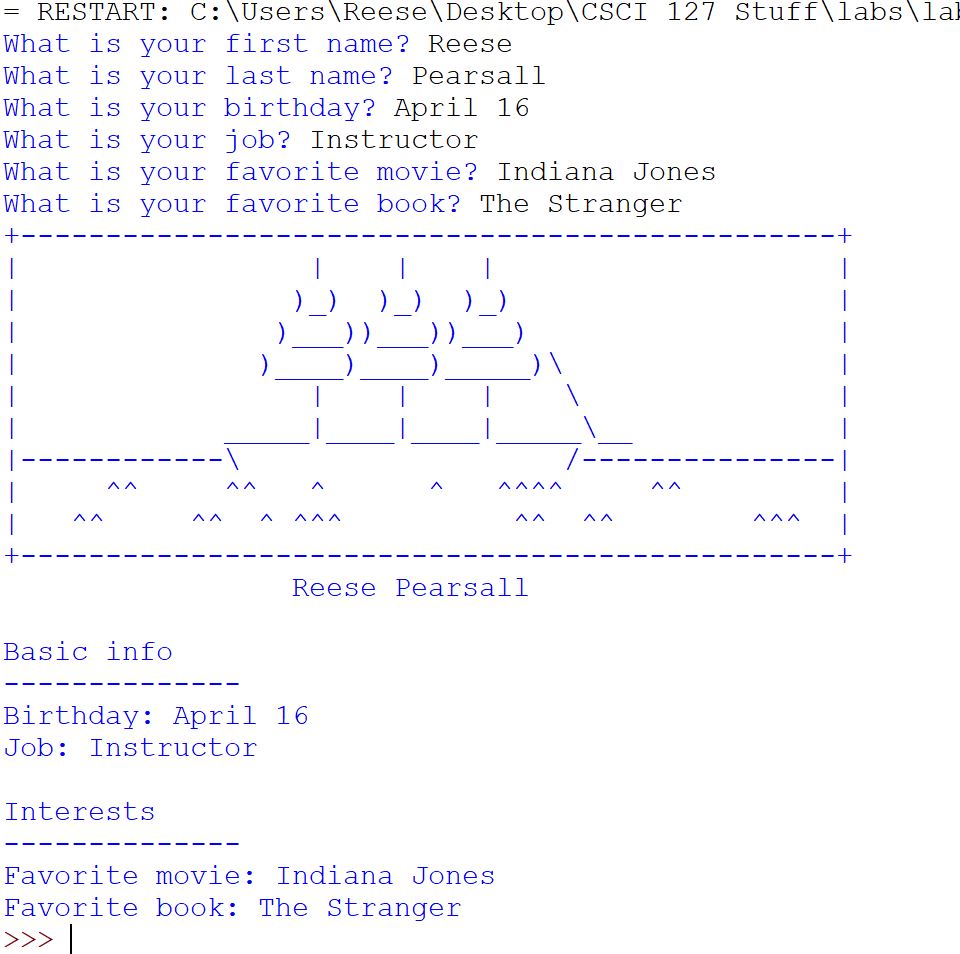 = RESTART: C:\Users\Reese\Desktop\CSCI 127 Stuff\labs\lab
What is your first name? Reese
What is your last name? Pearsall
What is your birthday? April 16
What is your job? Instructor
What is your favorite movie? Indiana Jones
What is your favorite book? The Stranger
+------------------------------------------------+
|                 |    |    |                    |
|                )_)  )_)  )_)                   |
|               )___))___))___)                  |
|              )____)____)_____)\                |
|                 |    |    |    \               |
|            _____|____|____|_____\__            |
|------------\                   /---------------|
|     ^^     ^^   ^      ^   ^^^^     ^^         |
|   ^^     ^^  ^ ^^^          ^^  ^^        ^^^  |
+------------------------------------------------+
                 Reese Pearsall
Basic info
--------------
Birthday: April 16
Job: Instructor
Interests
--------------
Favorite movie: Indiana Jones
Favorite book: The Stranger
>>>